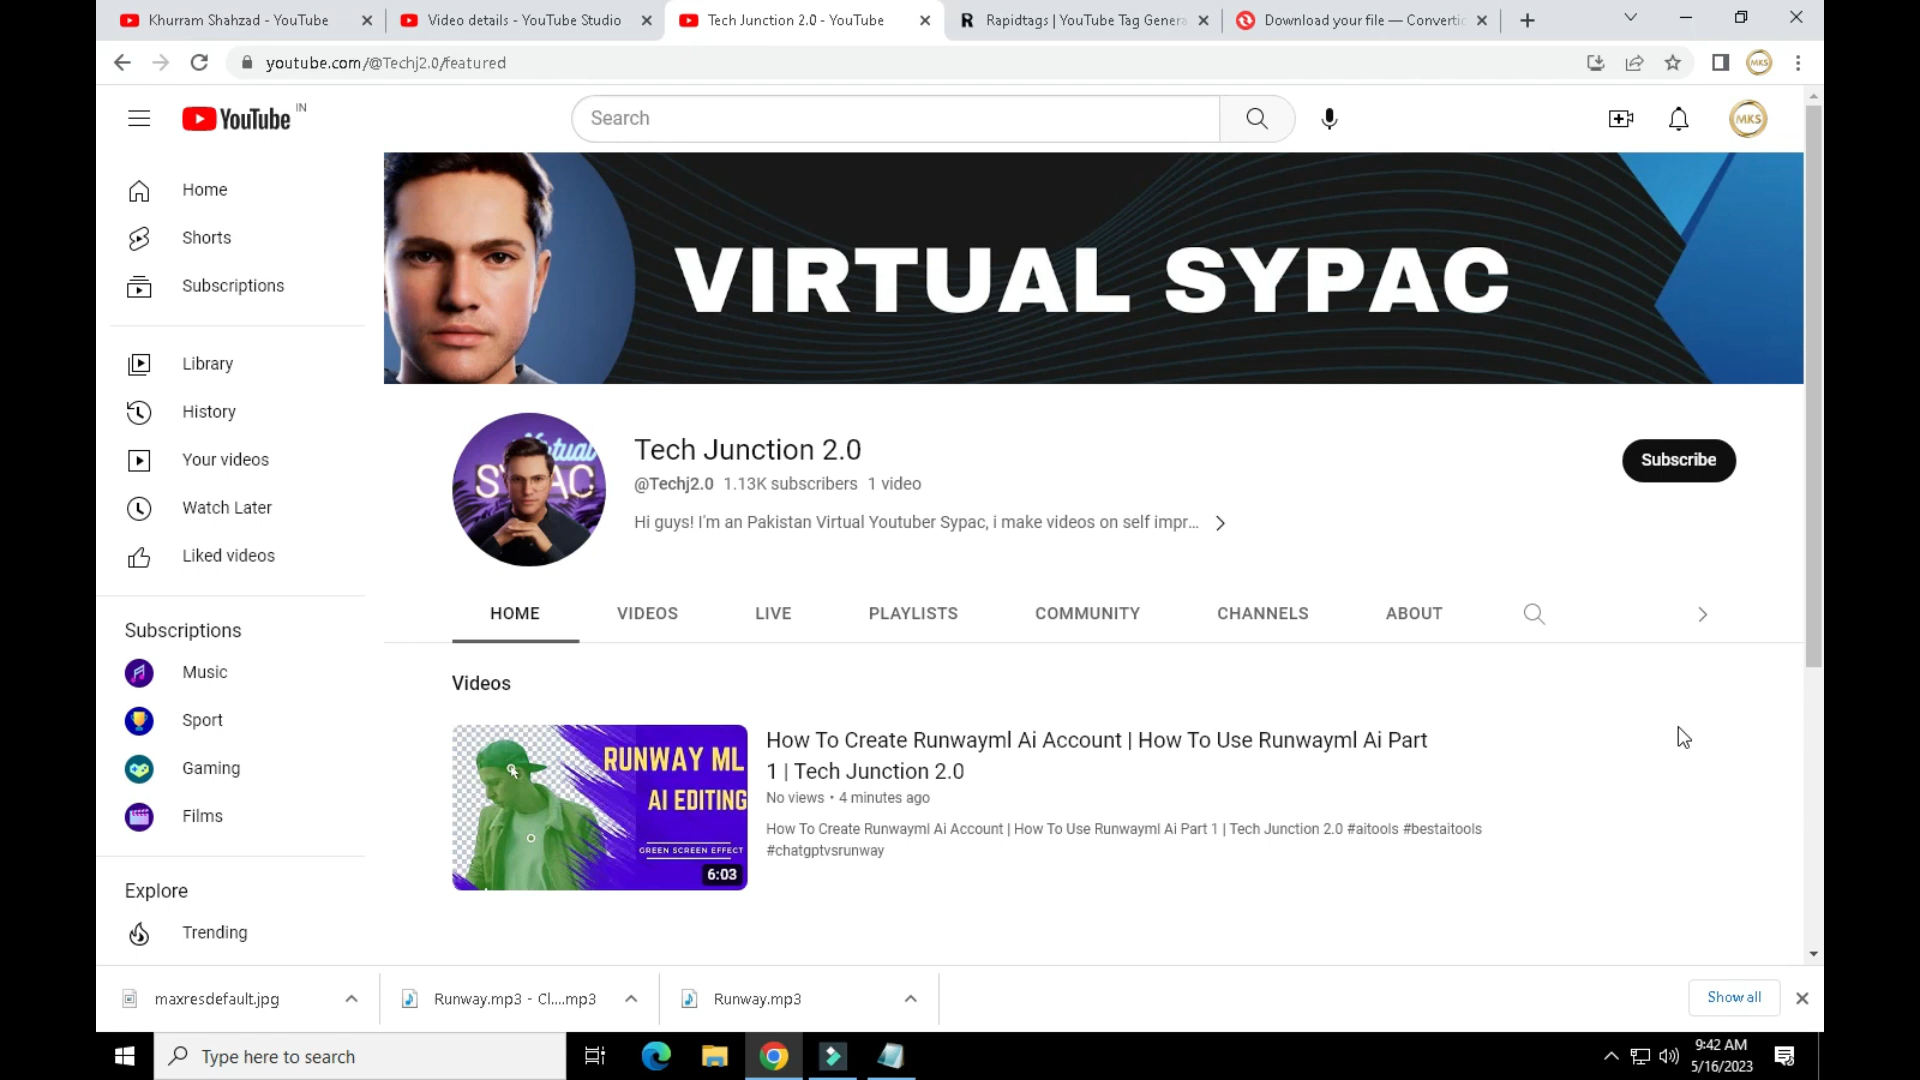 Khurram Shahzad - YouTube
Video details - YouTube Studio
Tech Junction 2.0 - YouTube
Rapidtags | YouTube Tag Genera
Download your file — Converti
youtube.com/@Techj2.0/featured
MKS
YouTube IN
Search
MKS
Home
Shorts
Subscriptions
Library
History
Your videos
Watch Later
Liked videos
Subscriptions
Music
Sport
Gaming
Films
Explore
Trending
VIRTUAL SYPAC
Virtual
SYPAC
Tech Junction 2.0
@Techj2.0 1.13K subscribers 1 video
Hi guys! I'm an Pakistan Virtual Youtuber Sypac, i make videos on self impr...
Subscribe
HOME VIDEOS LIVE PLAYLISTS COMMUNITY CHANNELS ABOUT
Videos
RUNWAY ML
AI EDITING
GREEN SCREEN EFFECT
6:03
How To Create Runwayml Ai Account | How To Use Runwayml Ai Part
1 | Tech Junction 2.0
No views • 4 minutes ago
How To Create Runwayml Ai Account | How To Use Runwayml Ai Part 1 | Tech Junction 2.0 #aitools #bestaitools
#chatgptvsrunway
maxresdefault.jpg
Runway.mp3 - Cl....mp3
Runway.mp3
Show all
Type here to search
9:42 AM
5/16/2023